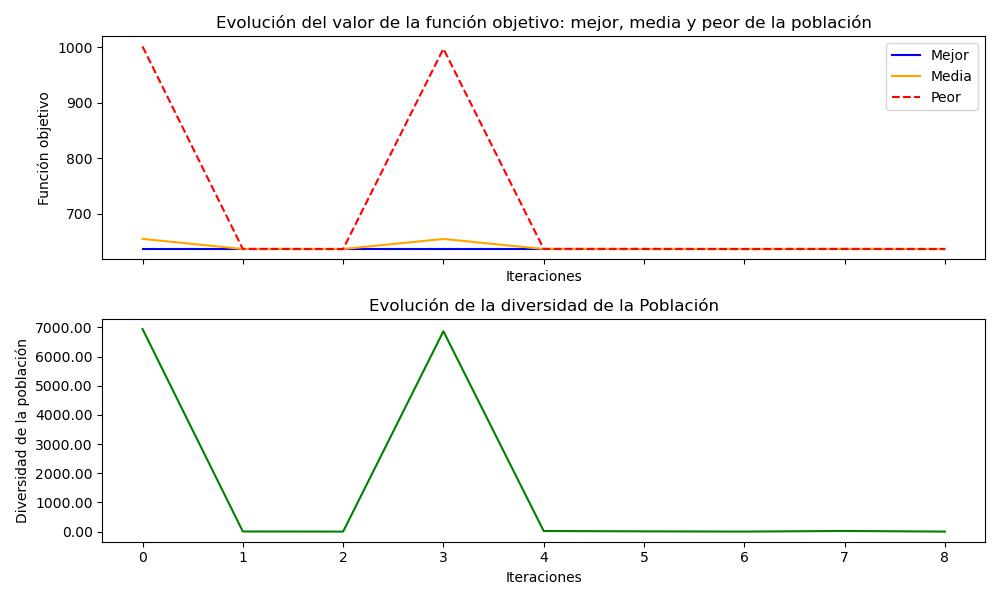 Evolución del valor de la función objetivo: mejor, media y peor de la población
1000
900
800
700
Función objetivo
Mejor
Media
Peor
Iteraciones
Evolución de la diversidad de la Población
7000.00
6000.00
5000.00
4000.00
3000.00
2000.00
1000.00
0.00
Diversidad de la población
0 1 2 3 4 5 6 7 8
Iteraciones